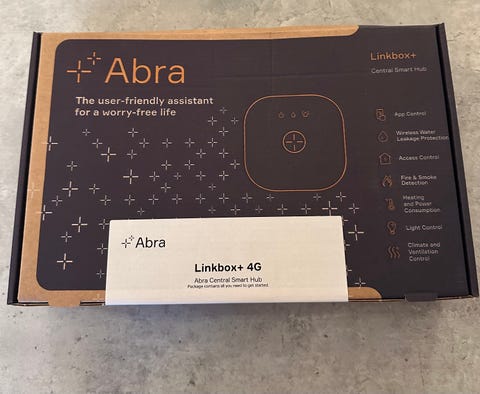 Abra
The user-friendly assistant
for a worry-free life
Linkbox+
Central Smart Hub
App Control
Wireless Water
Leakage Protection
Access Control
Fire & Smoke
Detection
Heating
and Power
Consumption
Light Control
Climate and
Ventilation
Control
Abra
Linkbox+ 4G
Abra Central Smart Hub
Package contains all you need to get started.